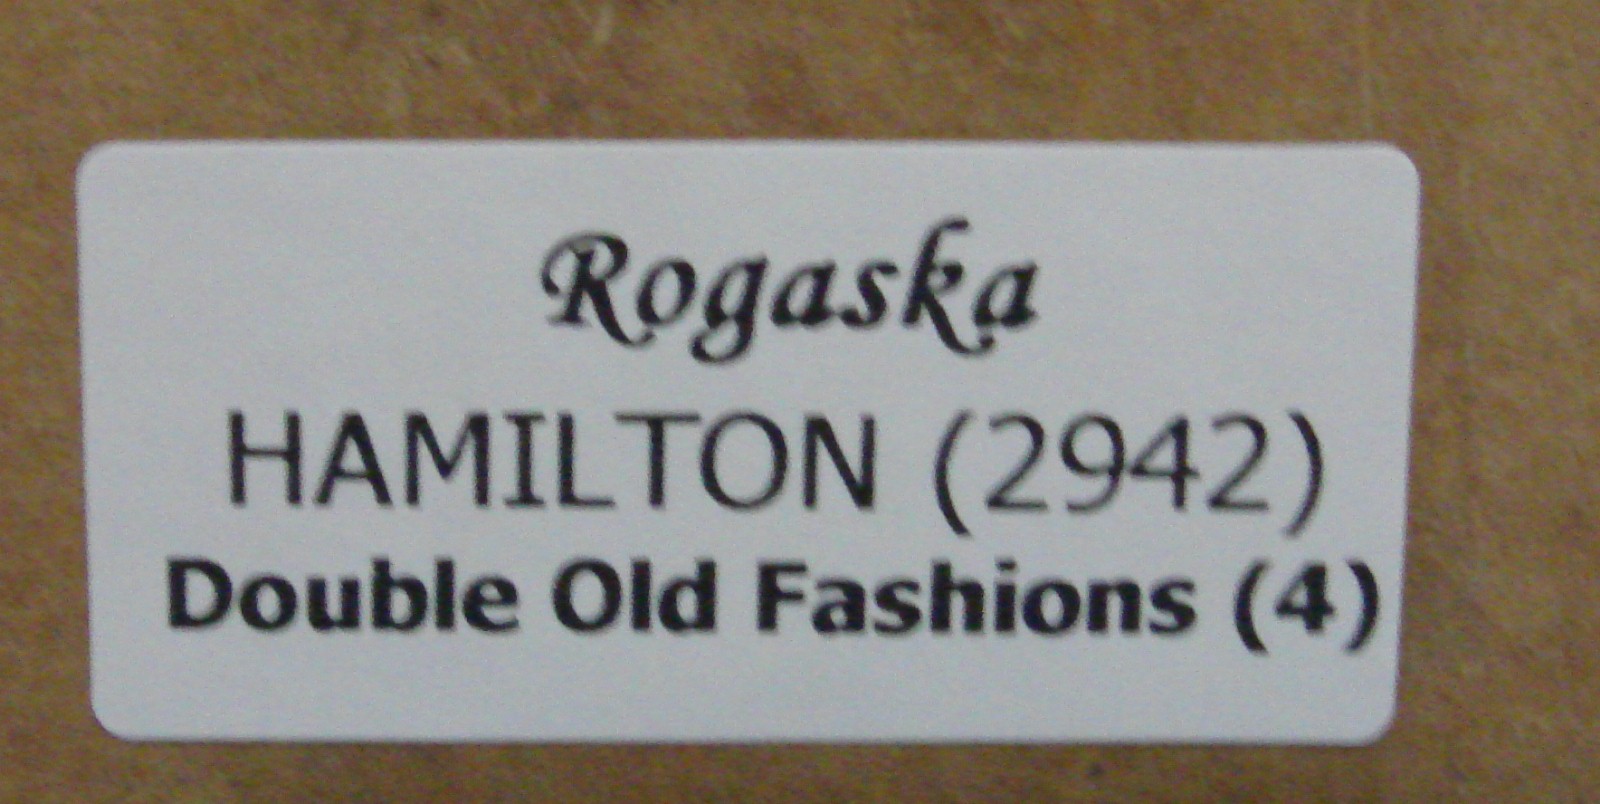 Rogaska
HAMILTON (2942)
Double Old Fashions (4)